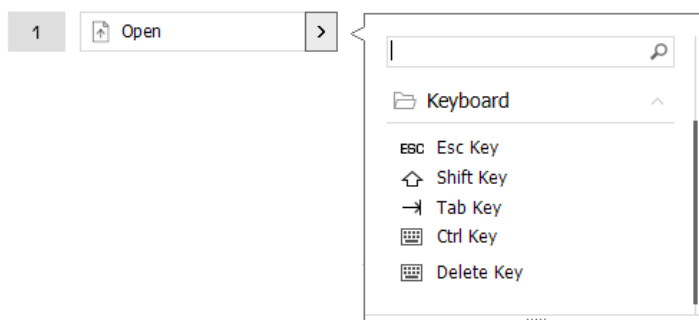 1 Open >
Keyboard
ESC Esc Key
Shift Key
Tab Key
Ctrl Key
Delete Key